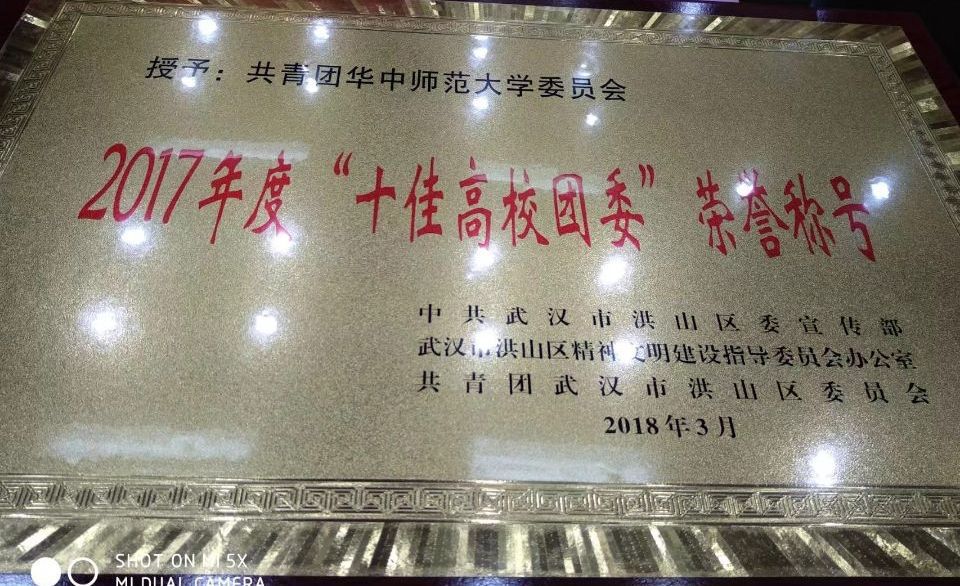 授予：共青团华中师范大学委员会
2017年度“十佳高校团委”荣誉称号
中共武汉市洪山区委宣传部
武汉市洪山区精神文明建设指导委员会办公室
共青团武汉市洪山区委员会
2018年3月
SHOT ON MI 5X
MI DUAL CAMERA